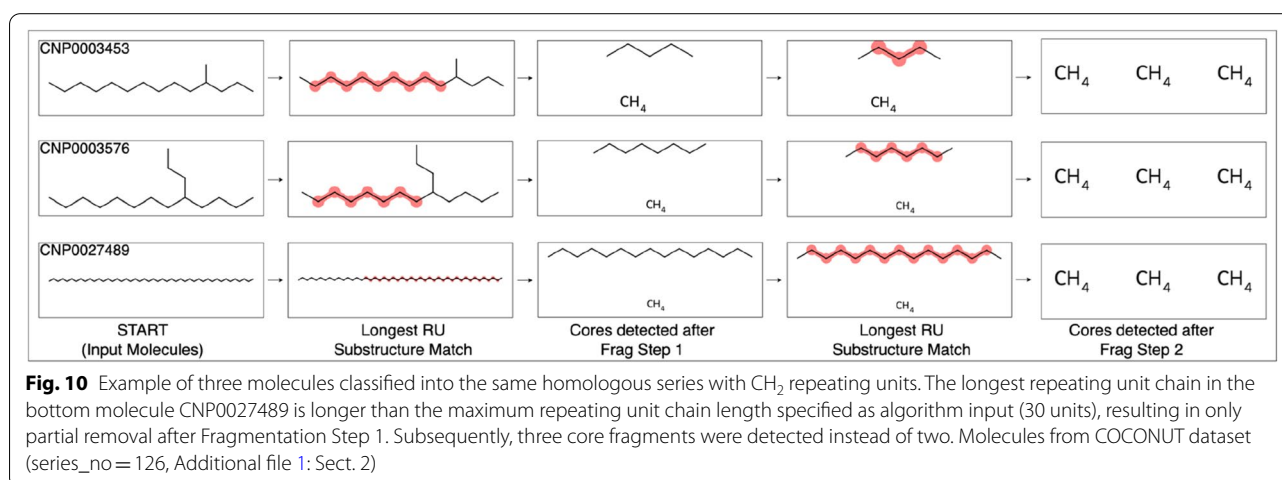 CNP0003453
CH4
CH4
CH4 CH4 CH4
CNP0003576
CH4
CH4
CH4 CH4 CH4
CNP0027489
CH4
CH4
CH4 CH4 CH4
START
(Input Molecules)
Longest RU
Substructure Match
Cores detected after
Frag Step 1
Longest RU
Substructure Match
Cores detected after
Frag Step 2
Fig. 10 Example of three molecules classified into the same homologous series with CH2 repeating units. The longest repeating unit chain in the
bottom molecule CNP0027489 is longer than the maximum repeating unit chain length specified as algorithm input (30 units), resulting in only
partial removal after Fragmentation Step 1. Subsequently, three core fragments were detected instead of two. Molecules from COCONUT dataset
(series_no = 126, Additional file 1: Sect. 2)